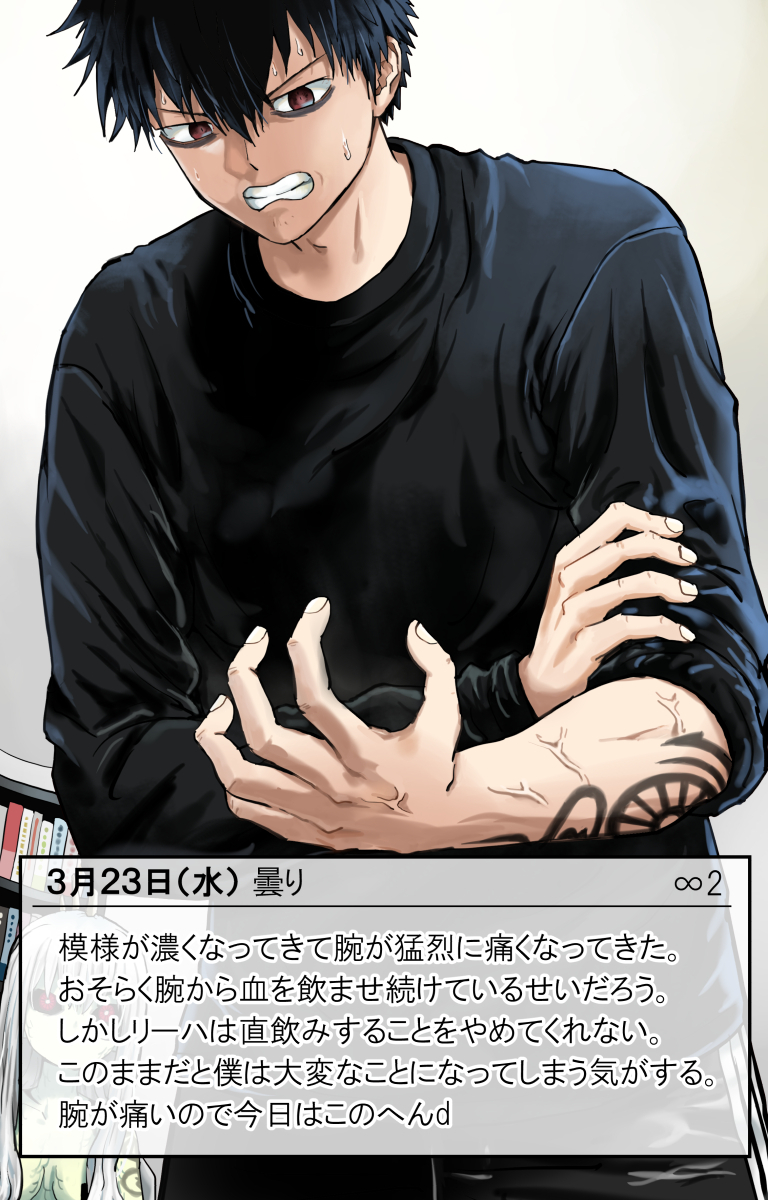 3月23日(水) 曇り ∞2
模様が濃くなってきて腕が猛烈に痛くなってきた。
おそらく腕から血を飲ませ続けているせいだろう。
しかしリーハは直飲みすることをやめてくれない。
このままだと僕は大変なことになってしまう気がする。
腕が痛いので今日はこのへんd